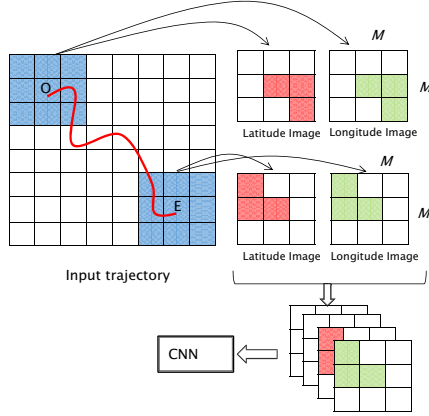 M
O
M
Latitude Image
Longitude Image
M
E
M
Latitude Image
Longitude Image
Input trajectory
CNN